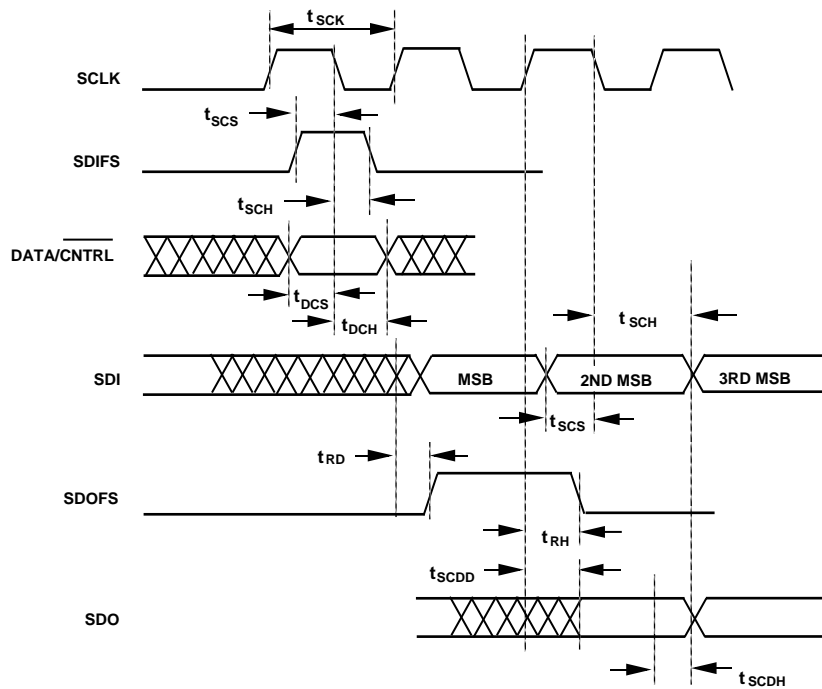 tSCK
SCLK
tSCS
SDIFS
tSCH
DATA/CNTRL
tDCS
tDCH
tSCH
SDI
MSB
2ND MSB
3RD MSB
tSCS
tRD
SDOFS
tRH
tSCDD
SDO
tSCDH